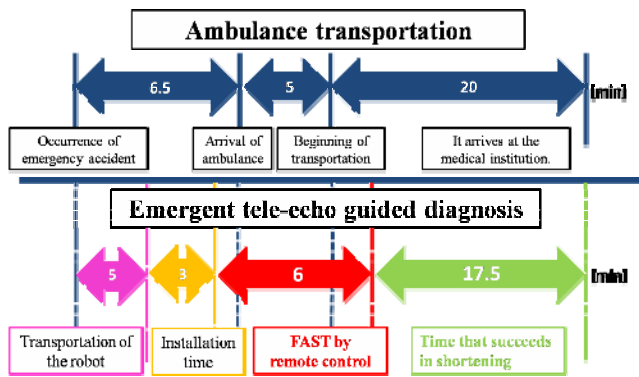 Ambulance transportation
6.5
5
20
[min]
Occurrence of
emergency accident
Arrival of
ambulance
Beginning of
transportation
It arrives at the
medical institution.
Emergent tele-echo guided diagnosis
5
3
6
17.5
[min]
Transportation of
the robot
Installation
time
FAST by
remote control
Time that succeeds
in shortening